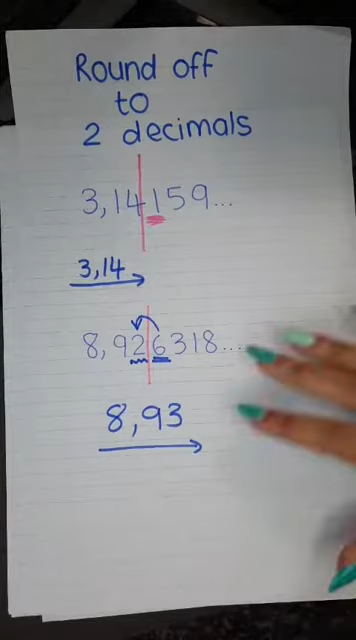 Round off
to
2 decimals
3,14159...
3,14
8,926318...
8,93